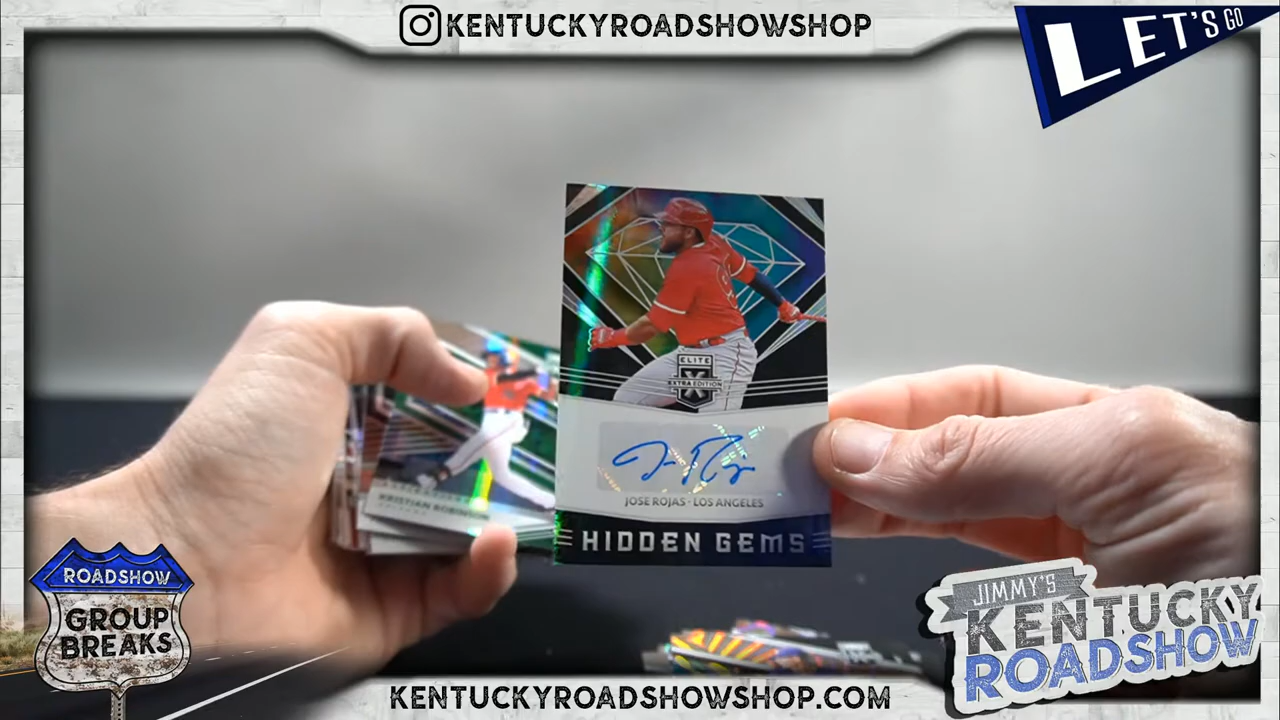 KENTUCKYROADSHOWSHOP
LET'S GO
ELITE
X
EXTRA EDITION
JOSE ROJAS - LOS ANGELES
HIDDEN GEMS
KRISTIAN ROBINSON
ROADSHOW
GROUP
BREAKS
JIMMY'S
KENTUCKY
ROADSHOW
KENTUCKYROADSHOWSHOP.COM